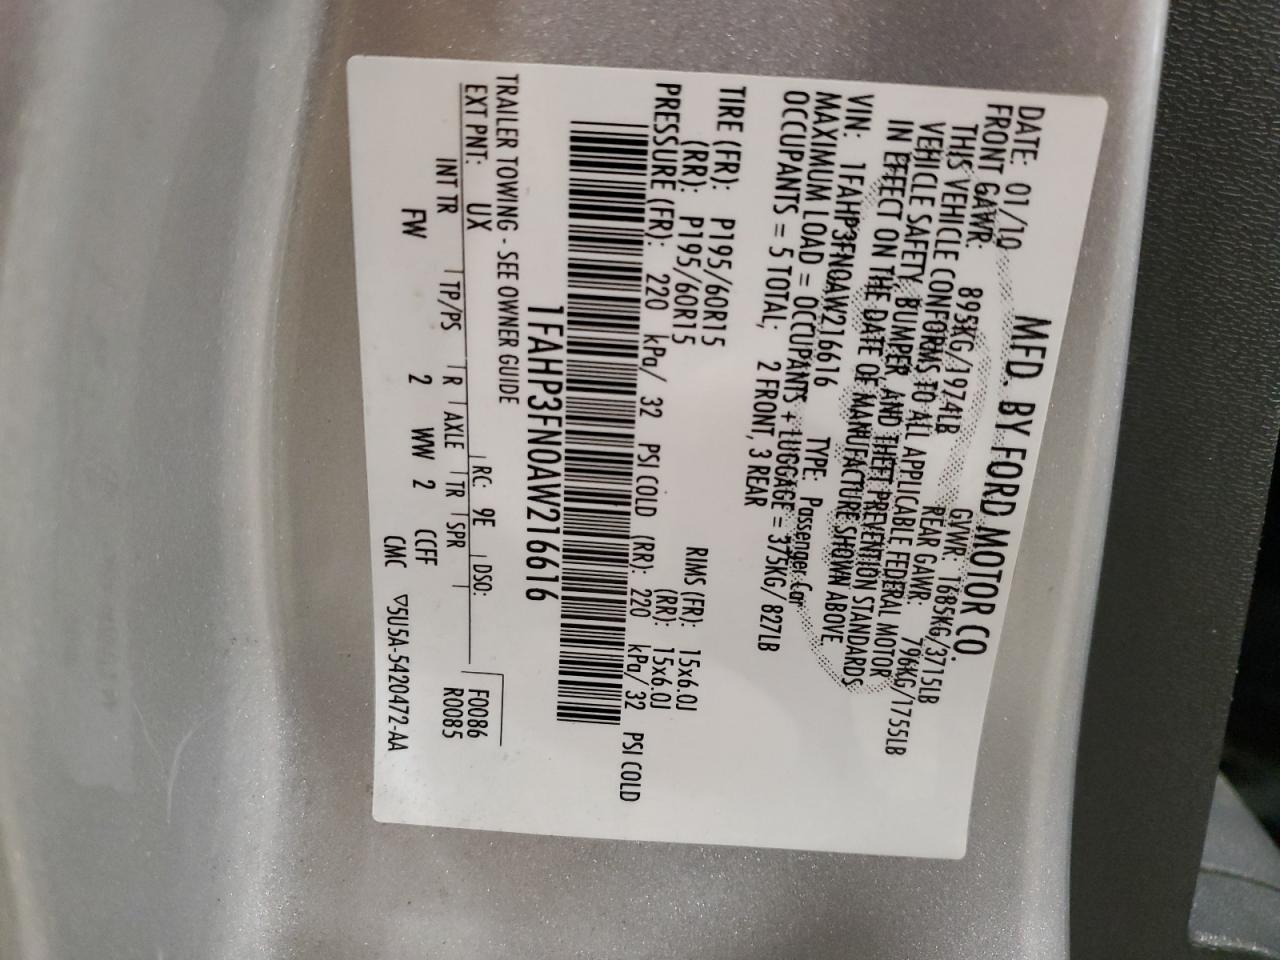 MFD. BY FORD MOTOR CO.
DATE: 01/10 GVWR: 1685KG/3715LB
FRONT GAWR: 893KG/1974LB REAR GAWR: 796KG/1755LB
THIS VEHICLE CONFORMS TO ALL APPLICABLE FEDERAL MOTOR
VEHICLE SAFETY, BUMPER, AND THEFT PREVENTION STANDARDS
IN EFFECT ON THE DATE OF MANUFACTURE SHOWN ABOVE.
VIN: 1FAHP3FN0AW216616 TYPE: Passenger Car
MAXIMUM LOAD = OCCUPANTS + LUGGAGE = 375KG/ 827LB
OCCUPANTS = 5 TOTAL; 2 FRONT, 3 REAR
TIRE (FR): P195/60R15 RIMS (FR): 15x6.0J
(RR): P195/60R15 (RR): 15x6.0J
PRESSURE (FR): 220 kPa/ 32 PSI COLD (RR): 220 kPa/ 32 PSI COLD
1FAHP3FN0AW216616
TRAILER TOWING - SEE OWNER GUIDE
EXT PNT: UX RC: 9E DSO: F0086
R0085
INT TR TP/PS R AXLE TR SPR
FW 2 WW 2 CCFF
CMC ▽5U5A-5420472-AA